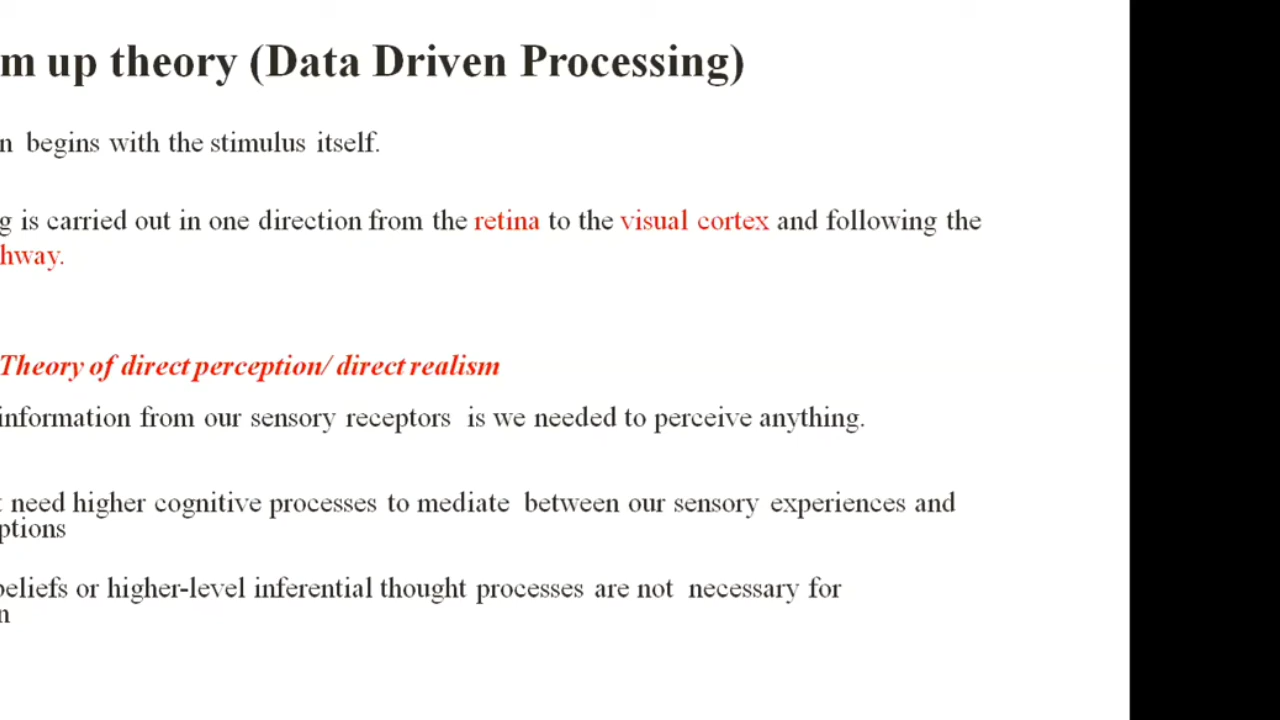 m up theory (Data Driven Processing)
n begins with the stimulus itself.
g is carried out in one direction from the retina to the visual cortex and following the
hway.
Theory of direct perception/ direct realism
information from our sensory receptors is we needed to perceive anything.
need higher cognitive processes to mediate between our sensory experiences and
ptions
beliefs or higher-level inferential thought processes are not necessary for
n